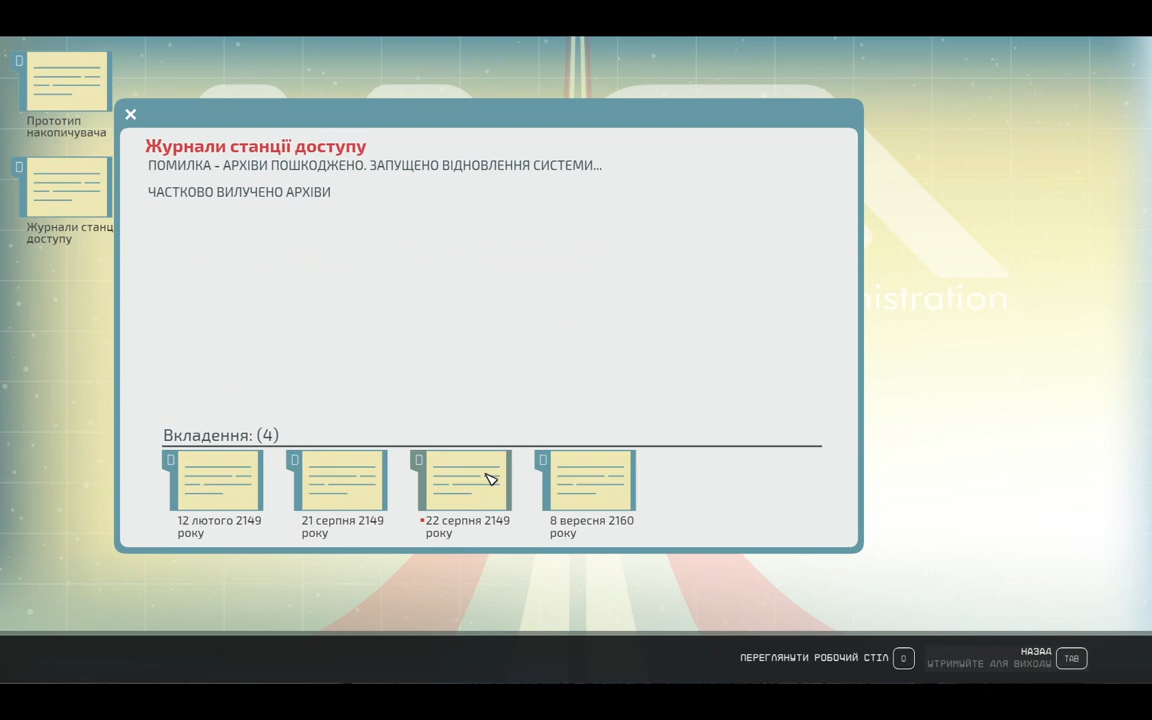 Прототип
накопичувача
Журнали станц
доступу
Журнали станції доступу
ПОМИЛКА - АРХІВИ ПОШКОДЖЕНО. ЗАПУЩЕНО ВІДНОВЛЕННЯ СИСТЕМИ...
ЧАСТКОВО ВИЛУЧЕНО АРХІВИ
Вкладення: (4)
12 лютого 2149
року
21 серпня 2149
року
22 серпня 2149
року
8 вересня 2160
року
nistration
ПЕРЕГЛЯНУТИ РОБОЧИЙ СТІЛ Q
НАЗАД
УТРИМУЙТЕ ДЛЯ ВИХОДУ TAB